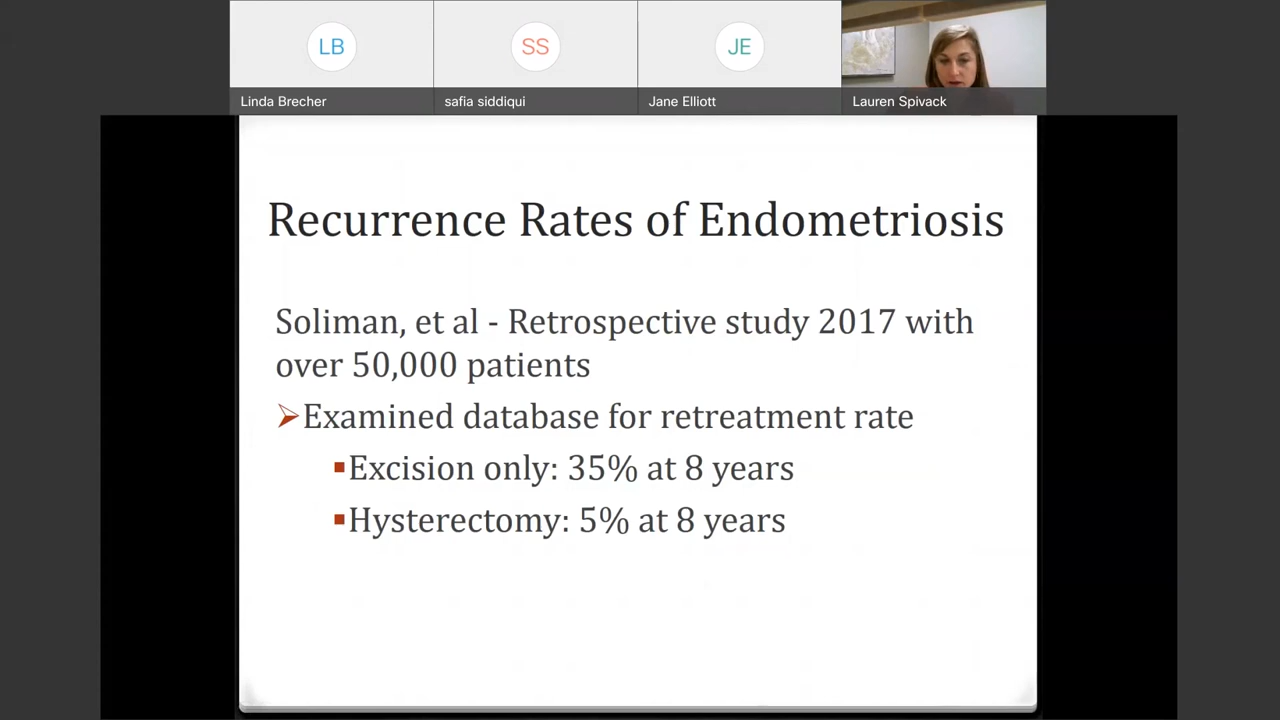 LB
SS
JE
Linda Brecher
safia siddiqui
Jane Elliott
Lauren Spivack
Recurrence Rates of Endometriosis
Soliman, et al - Retrospective study 2017 with
over 50,000 patients
Examined database for retreatment rate
Excision only: 35% at 8 years
Hysterectomy: 5% at 8 years